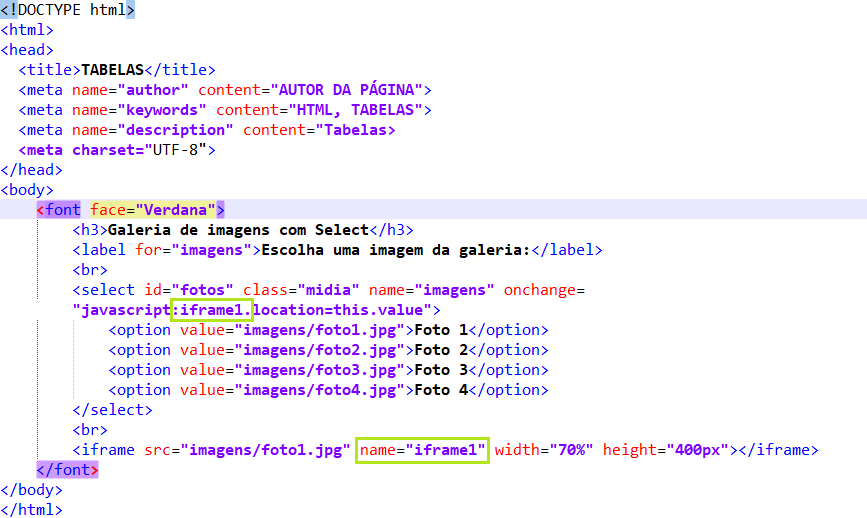 <!DOCTYPE html>
<html>
<head>
  <title>TABELAS</title>
  <meta name="author" content="AUTOR DA PÁGINA">
  <meta name="keywords" content="HTML, TABELAS">
  <meta name="description" content="Tabelas>
  <meta charset="UTF-8">
</head>
<body>
    <font face="Verdana">
        <h3>Galeria de imagens com Select</h3>
        <label for="imagens">Escolha uma imagem da galeria:</label>
        <br>
        <select id="fotos" class="midia" name="imagens" onchange=
        "javascript:iframe1.location=this.value">
            <option value="imagens/foto1.jpg">Foto 1</option>
            <option value="imagens/foto2.jpg">Foto 2</option>
            <option value="imagens/foto3.jpg">Foto 3</option>
            <option value="imagens/foto4.jpg">Foto 4</option>
        </select>
        <br>
        <iframe src="imagens/foto1.jpg" name="iframe1" width="70%" height="400px"></iframe>
    </font>
</body>
</html>